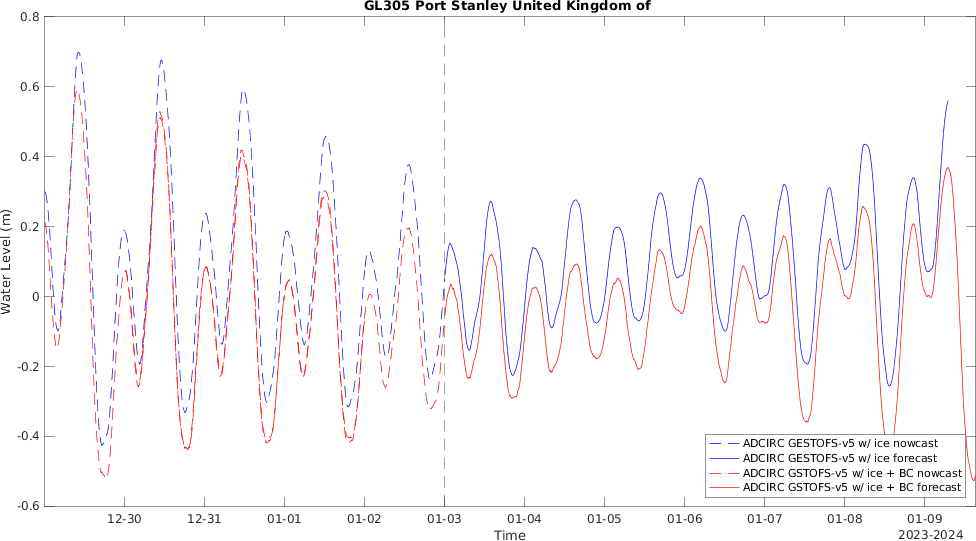 GL305 Port Stanley United Kingdom of
0.8
0.6
0.4
0.2
0
-0.2
-0.4
-0.6
Water Level (m)
ADCIRC GESTOFS-v5 w/ ice nowcast
ADCIRC GESTOFS-v5 w/ ice forecast
ADCIRC GSTOFS-v5 w/ ice + BC nowcast
ADCIRC GSTOFS-v5 w/ ice + BC forecast
12-30 12-31 01-01 01-02 01-03 01-04 01-05 01-06 01-07 01-08 01-09
Time
2023-2024